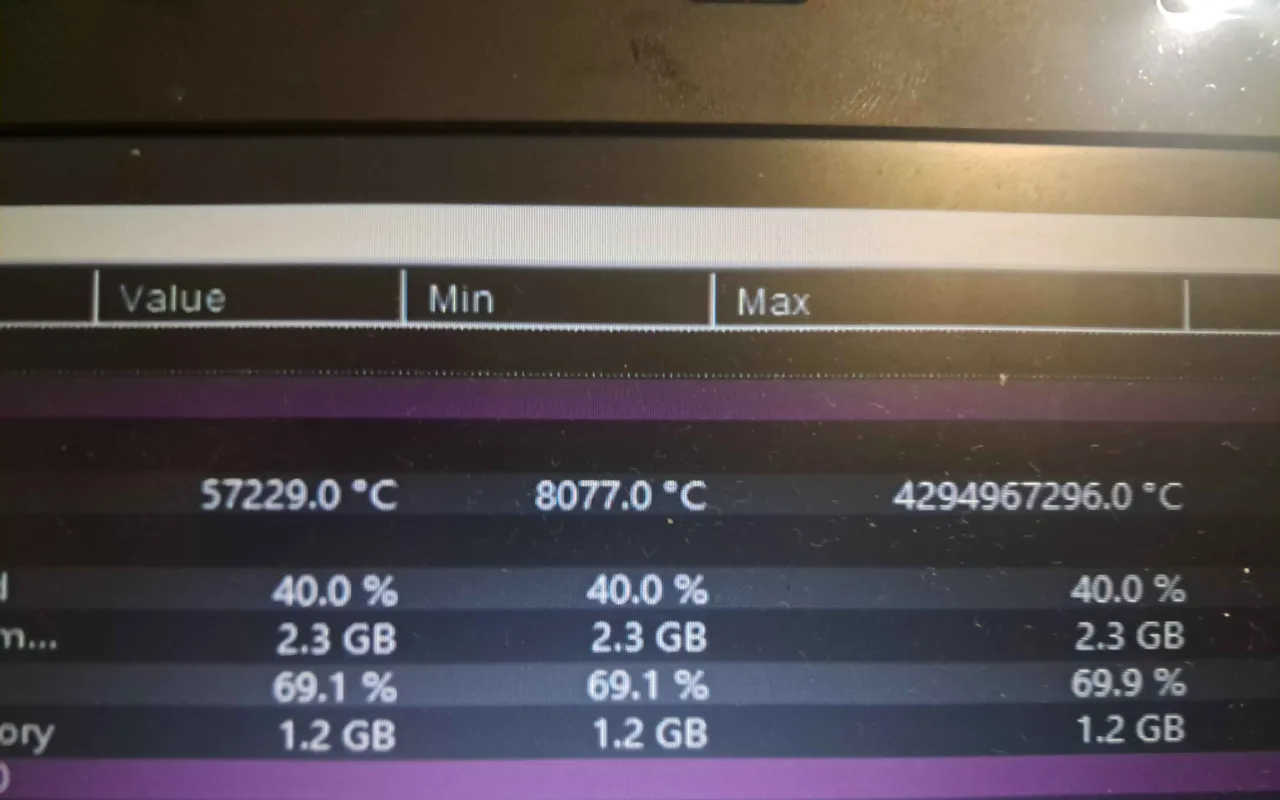 Value Min Max
57229.0 °C 8077.0 °C 4294967296.0 °C
40.0 % 40.0 % 40.0 %
m... 2.3 GB 2.3 GB 2.3 GB
69.1 % 69.1 % 69.9 %
ory 1.2 GB 1.2 GB 1.2 GB
)